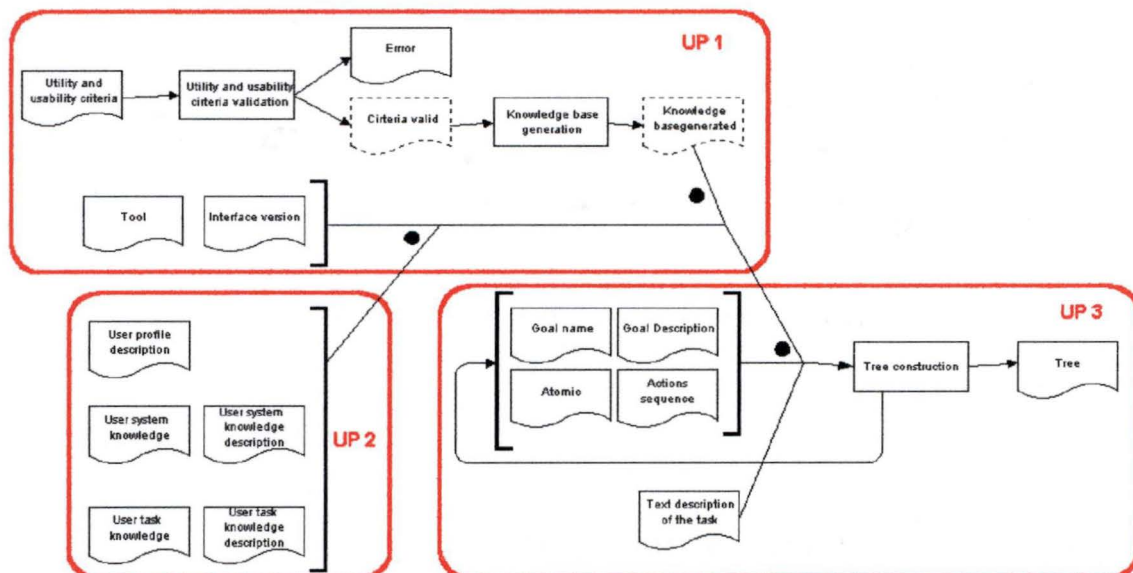 UP 1
Error
Utility and
usability criteria
Utility and usability
cirteria validation
Cirteria valid
Knowledge base
generation
Knowledge
basegenerated
Tool
Interface version
User profile
description
User system
knowledge
User system
knowledge
description
UP 2
User task
knowledge
User task
knowledge
description
UP 3
Goal name
Goal Description
Atomic
Actions
sequence
Tree construction
Tree
Text description
of the task